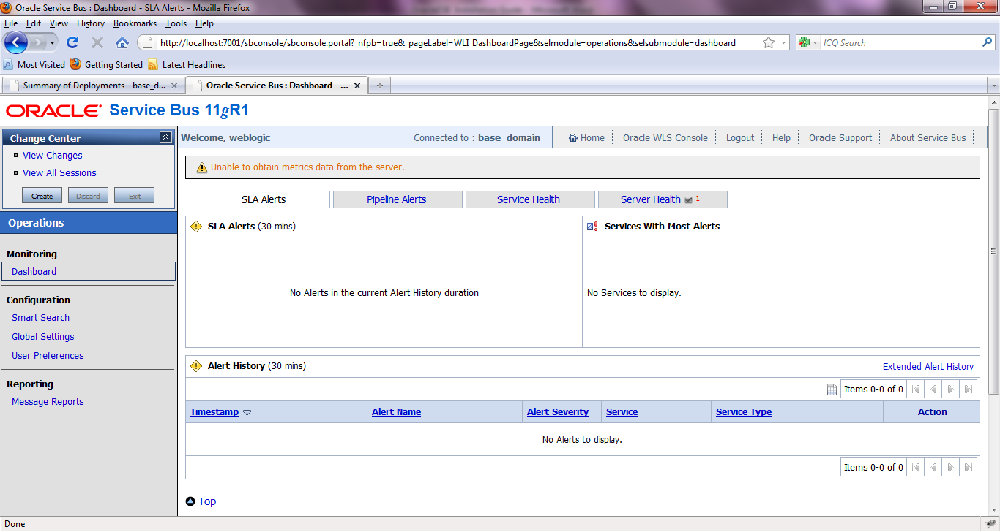 Oracle Service Bus : Dashboard - SLA Alerts - Mozilla Firefox
File Edit View History Bookmarks Tools Help
http://localhost:7001/sbconsole/sbconsole.portal?_nfpb=true&_pageLabel=WLI_DashboardPage&selmodule=operations&selsubmodule=dashboard
ICQ Search
Most Visited Getting Started Latest Headlines
Summary of Deployments - base_d...
Oracle Service Bus : Dashboard - ...
ORACLE Service Bus 11gR1
Change Center
View Changes
View All Sessions
Create Discard Exit
Operations
Monitoring
Dashboard
Configuration
Smart Search
Global Settings
User Preferences
Reporting
Message Reports
Welcome, weblogic
Connected to : base_domain
Home Oracle WLS Console Logout Help Oracle Support About Service Bus
Unable to obtain metrics data from the server.
SLA Alerts Pipeline Alerts Service Health Server Health 1
SLA Alerts (30 mins)
No Alerts in the current Alert History duration
Services With Most Alerts
No Services to display.
Alert History (30 mins)
Extended Alert History
Items 0-0 of 0
Timestamp Alert Name Alert Severity Service Service Type Action
No Alerts to display.
Items 0-0 of 0
Top
Done